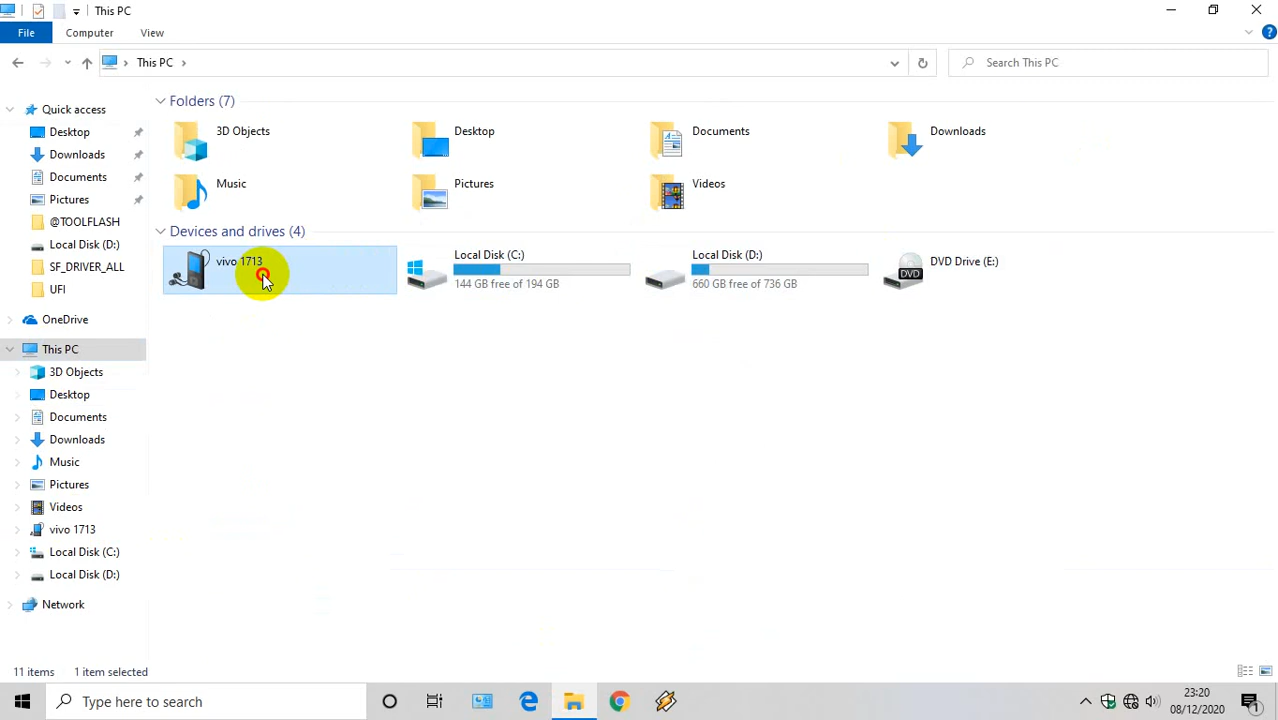 This PC
File Computer View
This PC
Search This PC
Quick access
Desktop
Downloads
Documents
Pictures
@TOOLFLASH
Local Disk (D:)
SF_DRIVER_ALL
UFI
OneDrive
This PC
3D Objects
Desktop
Documents
Downloads
Music
Pictures
Videos
vivo 1713
Local Disk (C:)
Local Disk (D:)
Network
Folders (7)
3D Objects
Desktop
Documents
Downloads
Music
Pictures
Videos
Devices and drives (4)
vivo 1713
Local Disk (C:)
144 GB free of 194 GB
Local Disk (D:)
660 GB free of 736 GB
DVD
DVD Drive (E:)
11 items 1 item selected
Type here to search
23:20
08/12/2020
1